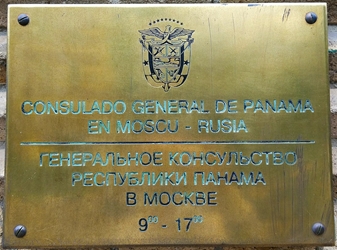 CONSULADO GENERAL DE PANAMA
EN MOSCU - RUSIA
ГЕНЕРАЛЬНОЕ КОНСУЛЬСТВО
РЕСПУБЛИКИ ПАНАМА
В МОСКВЕ
9⁰⁰ - 17⁰⁰